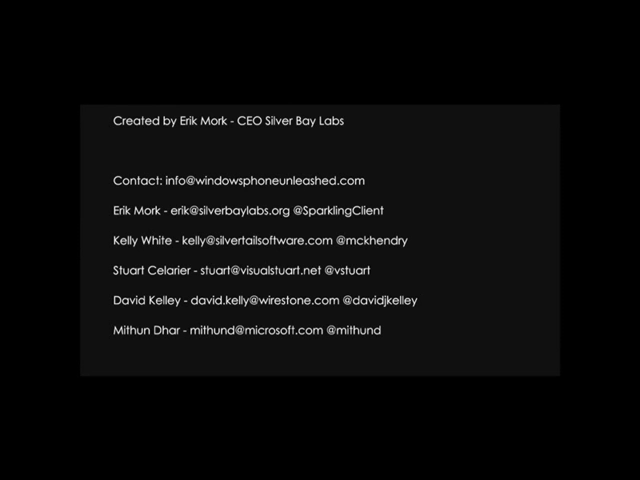 Created by Erik Mork - CEO Silver Bay Labs
Contact: info@windowsphoneunleashed.com
Erik Mork - erik@silverbaylabs.org @SparklingClient
Kelly White - kelly@silvertailsoftware.com @mckhendry
Stuart Celarier - stuart@visualstuart.net @vstuart
David Kelley - david.kelly@wirestone.com @davidjkelley
Mithun Dhar - mithund@microsoft.com @mithund